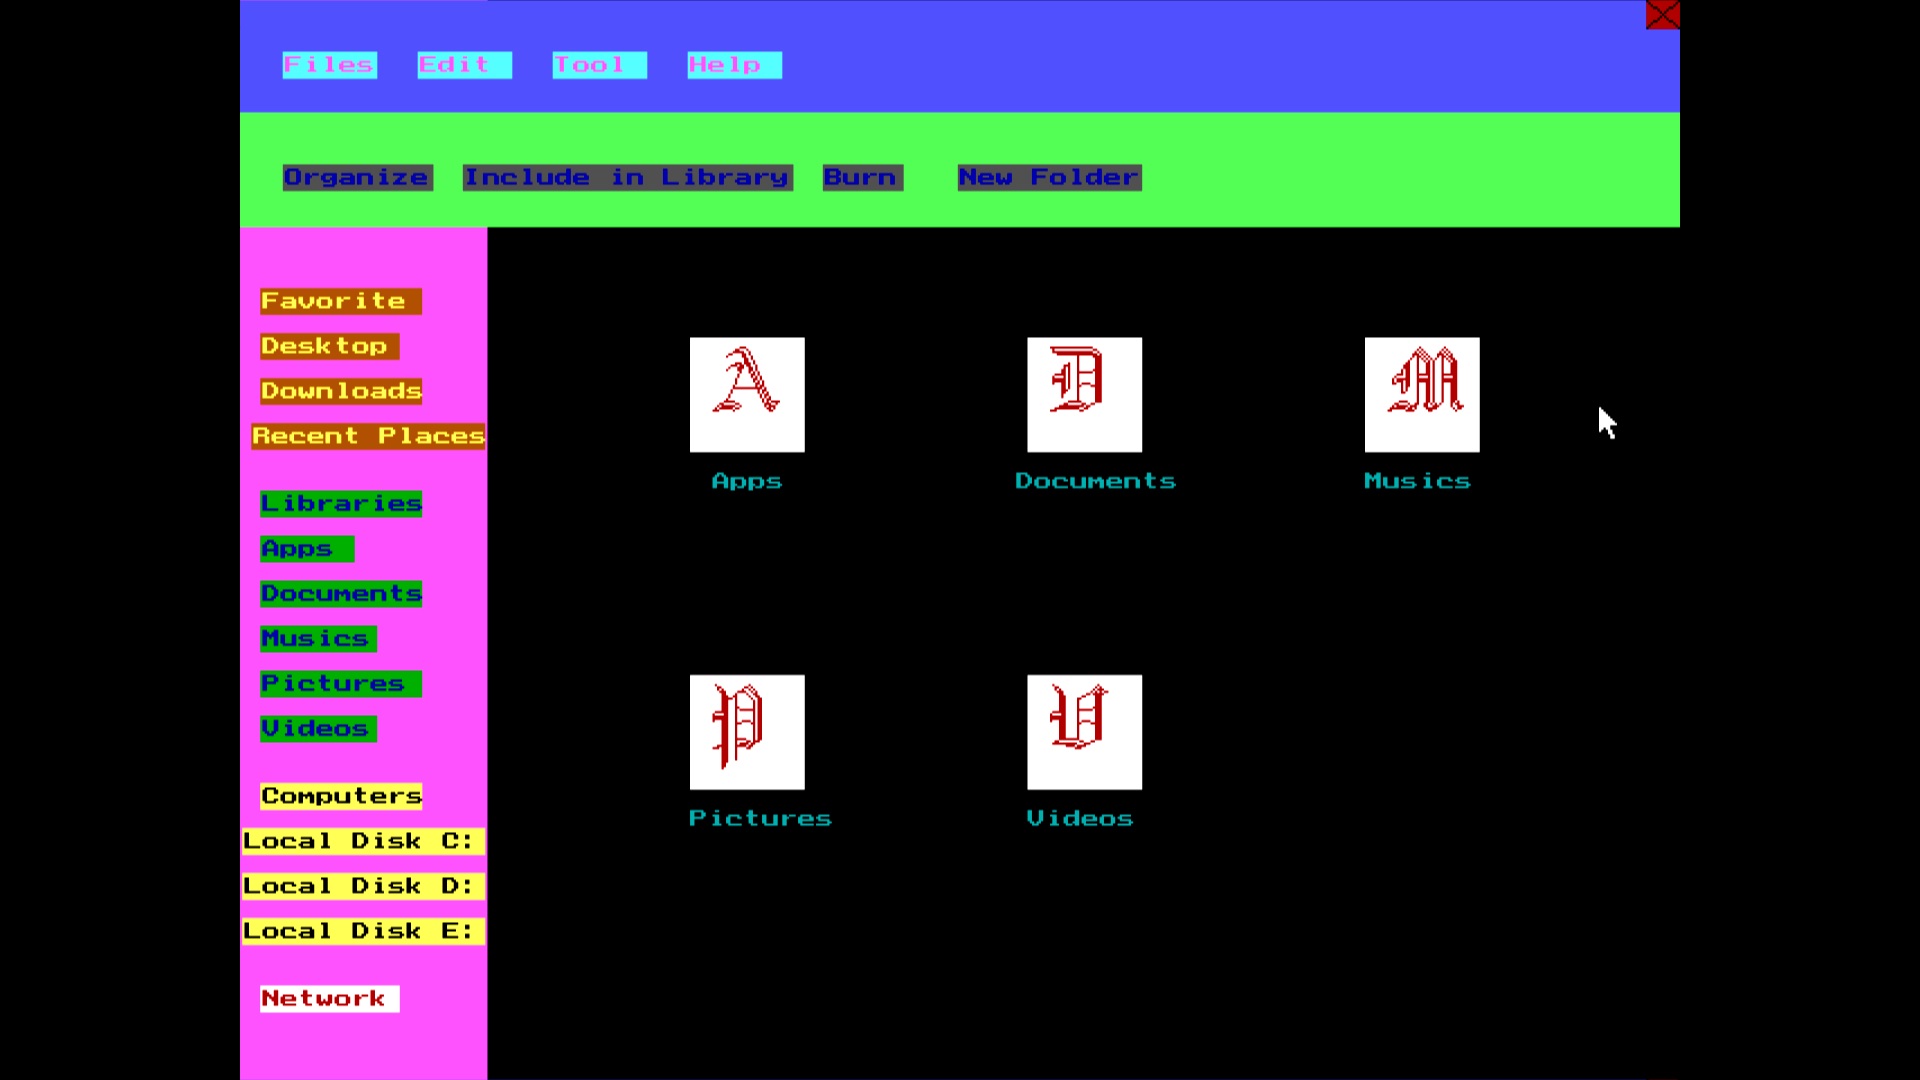 Files Edit Tool Help
Organize Include in Library Burn New Folder
Favorite
Desktop
Downloads
Recent Places
Libraries
Apps
Documents
Musics
Pictures
Videos
Computers
Local Disk C:
Local Disk D:
Local Disk E:
Network
A D M
Apps Documents Musics
P V
Pictures Videos